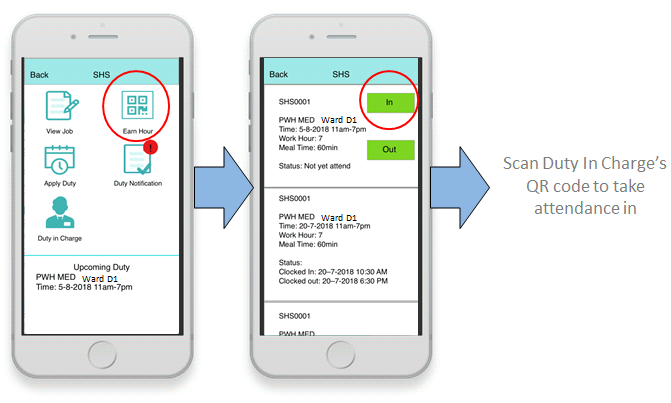 Back SHS
View Job Earn Hour
!
Apply Duty Duty Notification
Duty in Charge
Upcoming Duty
PWH MED Ward D1
Time: 5-8-2018 11am-7pm
Back SHS
SHS0001
In
PWH MED Ward D1
Time: 5-8-2018 11am-7pm
Work Hour: 7
Meal Time: 60min
Out
Status: Not yet attend
SHS0001
PWH MED Ward D1
Time: 20-7-2018 11am-7pm
Work Hour: 7
Meal Time: 60min
Status:
Clocked In: 20–7-2018 10:30 AM
Clocked out: 20–7-2018 6:30 PM
SHS0001
PWH MED
Scan Duty In Charge’s
QR code to take
attendance in